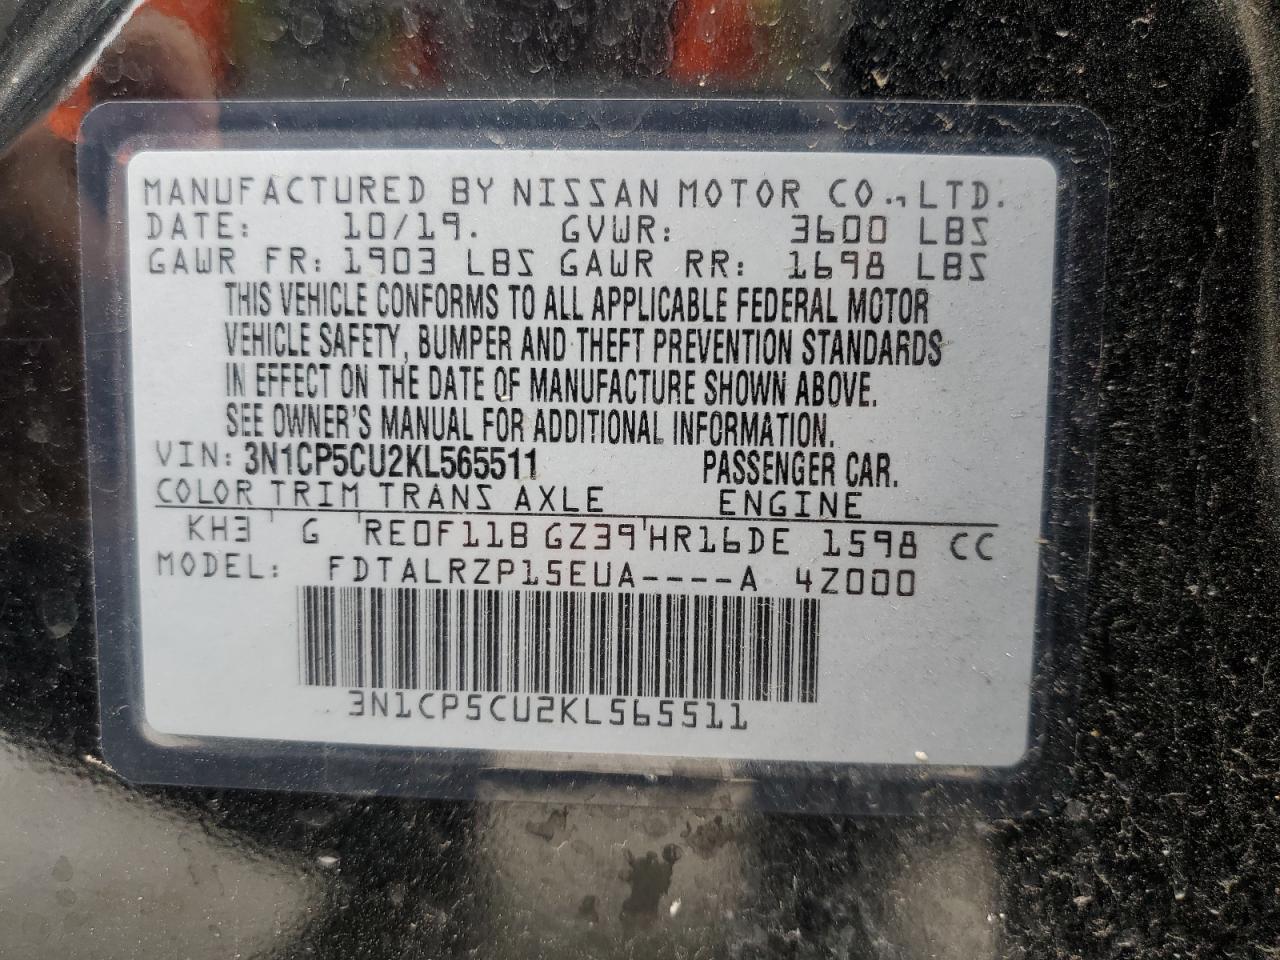 MANUFACTURED BY NISSAN MOTOR CO., LTD.
DATE: 10/19. GVWR: 3600 LBS
GAWR FR: 1903 LBS GAWR RR: 1698 LBS
THIS VEHICLE CONFORMS TO ALL APPLICABLE FEDERAL MOTOR
VEHICLE SAFETY, BUMPER AND THEFT PREVENTION STANDARDS
IN EFFECT ON THE DATE OF MANUFACTURE SHOWN ABOVE.
SEE OWNER'S MANUAL FOR ADDITIONAL INFORMATION.
VIN: 3N1CP5CU2KL565511 PASSENGER CAR.
COLOR TRIM TRANS AXLE ENGINE
KH3 G RE0F11B GZ39 HR16DE 1598 CC
MODEL: FDTALRZP15EUA----A 4Z000
3N1CP5CU2KL565511